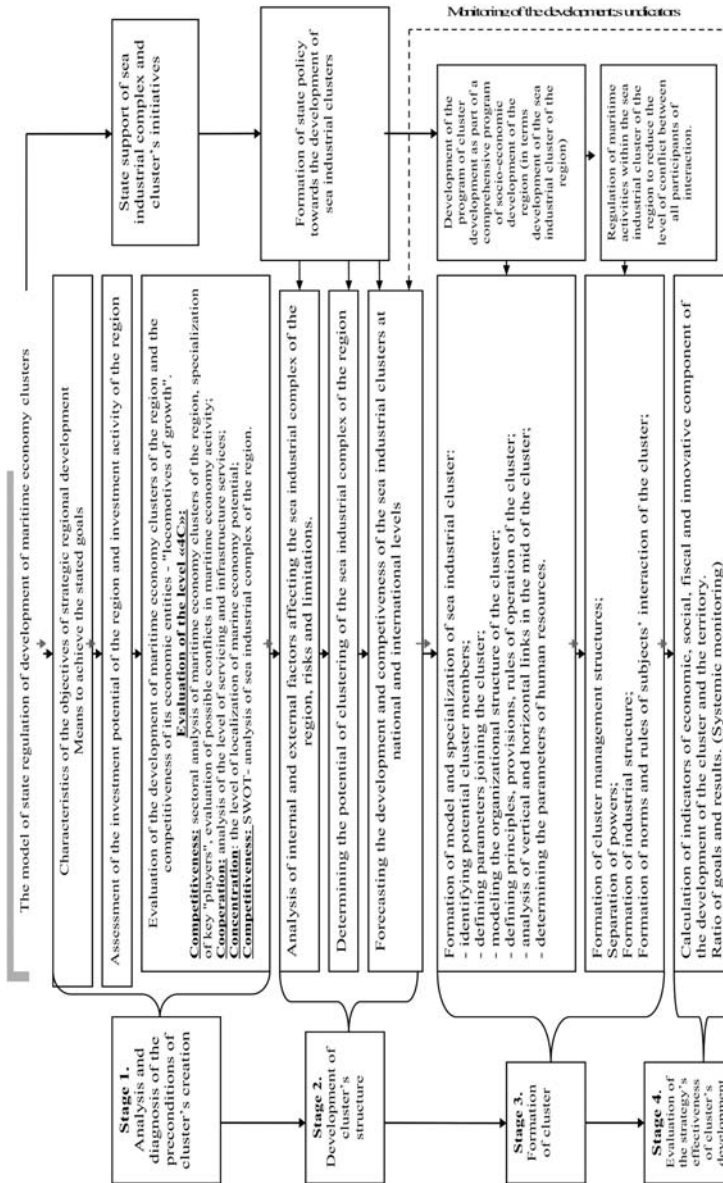 The model of state regulation of development of maritime economy clusters
Stage 1.
Analysis and
diagnosis of the
preconditions of
cluster's creation
Characteristics of the objectives of strategic regional development
Means to achieve the stated goals
Assessment of the investment potential of the region and investment activity of the region
Evaluation of the development of maritime economy clusters of the region and the
competitiveness of its economic entities - "locomotives of growth".
Evaluation of the level «4C»:
Competitiveness: sectoral analysis of maritime economy clusters of the region, specialization
of key "players", evaluation of possible conflicts in maritime economy activity;
Cooperation: analysis of the level of servicing and infrastructure services;
Concentration: the level of localization of marine economy potential;
Competitiveness: SWOT- analysis of sea industrial complex of the region.
State support of sea
industrial complex and
cluster's initiatives
Stage 2.
Development of
cluster's
structure
Analysis of internal and external factors affecting the sea industrial complex of the
region, risks and limitations.
Determining the potential of clustering of the sea industrial complex of the region
Forecasting the development and competiveness of the sea industrial clusters at
national and international levels
Formation of state policy
towards the development of
sea industrial clusters
Stage 3.
Formation
of cluster
Formation of model and specialization of sea industrial cluster;
- identifying potential cluster members;
- defining parameters joining the cluster;
- modeling the organizational structure of the cluster;
- defining principles, provisions, rules of operation of the cluster;
- analysis of vertical and horizontal links in the mid of the cluster;
- determining the parameters of human resources.
Formation of cluster management structures;
Separation of powers;
Formation of industrial structure;
Formation of norms and rules of subjects' interaction of the cluster;
Development of the
program of cluster
development as part of a
comprehensive program
of socio-economic
development of the
region (in terms
development of the sea
industrial cluster of the
region)
Regulation of maritime
activities within the sea
industrial cluster of the
region to reduce the
level of conflict between
all participants of
interaction.
Monitoring of the development;s undicators
Stage 4.
Evaluation of
the strategy's
effectiveness
of cluster's
development
Calculation of indicators of economic, social, fiscal and innovative component of
the development of the cluster and the territory.
Ratio of goals and results. (Systemic monitoring)